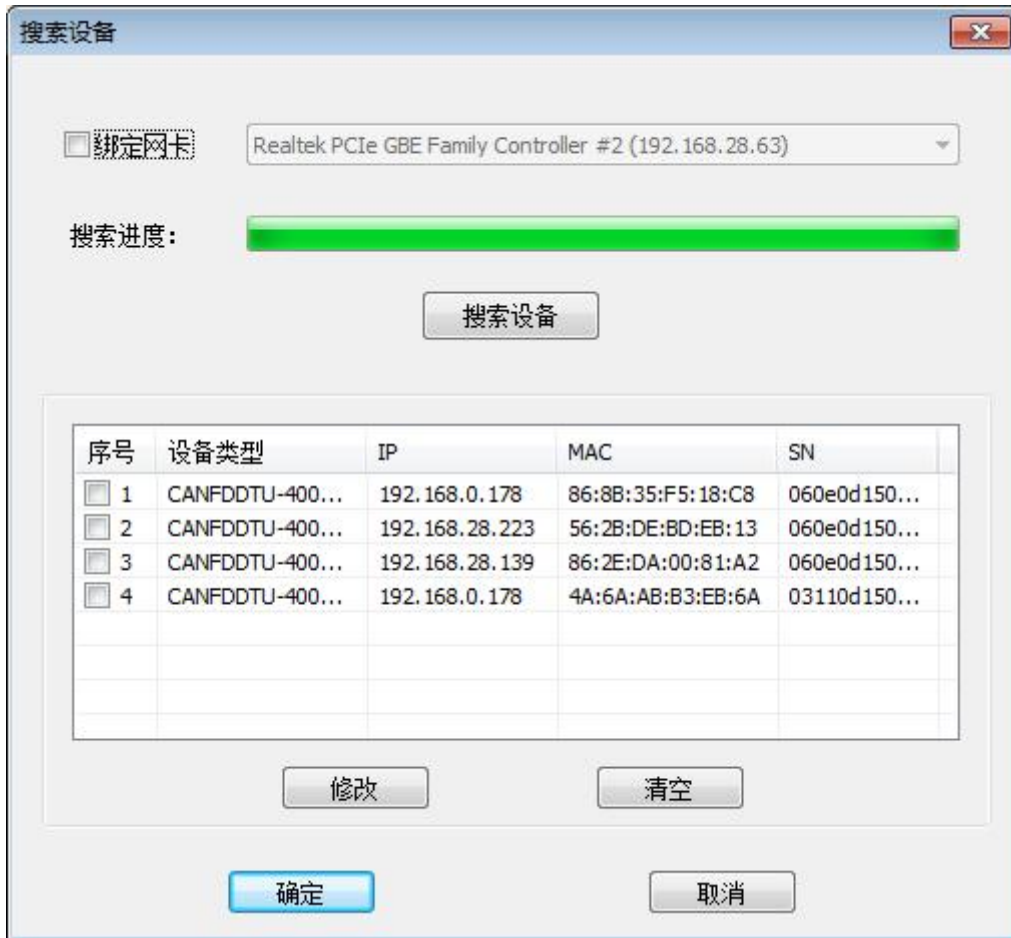 搜索设备
绑定网卡 Realtek PCIe GBE Family Controller #2 (192.168.28.63)
搜索进度:
搜索设备
序号 设备类型 IP MAC SN
1 CANFDDTU-400... 192.168.0.178 86:8B:35:F5:18:C8 060e0d150...
2 CANFDDTU-400... 192.168.28.223 56:2B:DE:BD:EB:13 060e0d150...
3 CANFDDTU-400... 192.168.28.139 86:2E:DA:00:81:A2 060e0d150...
4 CANFDDTU-400... 192.168.0.178 4A:6A:AB:B3:EB:6A 03110d150...
修改 清空
确定 取消